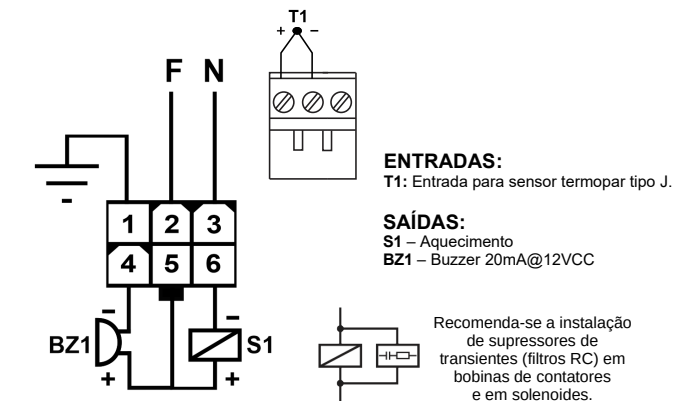 T1
+ −
F N
1 2 3
4 5 6
−
−
BZ1
S1
+
+
ENTRADAS:
T1: Entrada para sensor termopar tipo J.
SAÍDAS:
S1 – Aquecimento
BZ1 – Buzzer 20mA@12VCC
Recomenda-se a instalação
de supressores de
transientes (filtros RC) em
bobinas de contatores
e em solenoides.